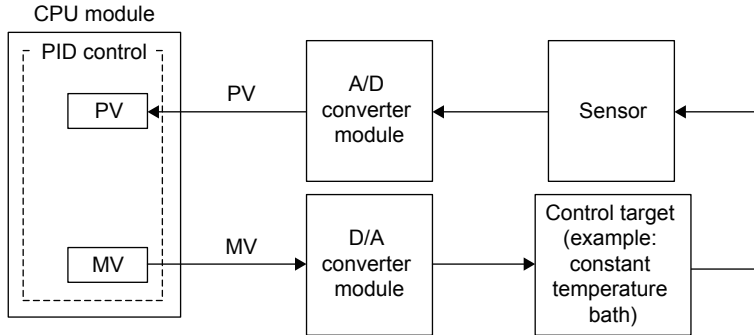 CPU module
PID control
PV
PV
A/D
converter
module
Sensor
MV
MV
D/A
converter
module
Control target
(example:
constant
temperature
bath)